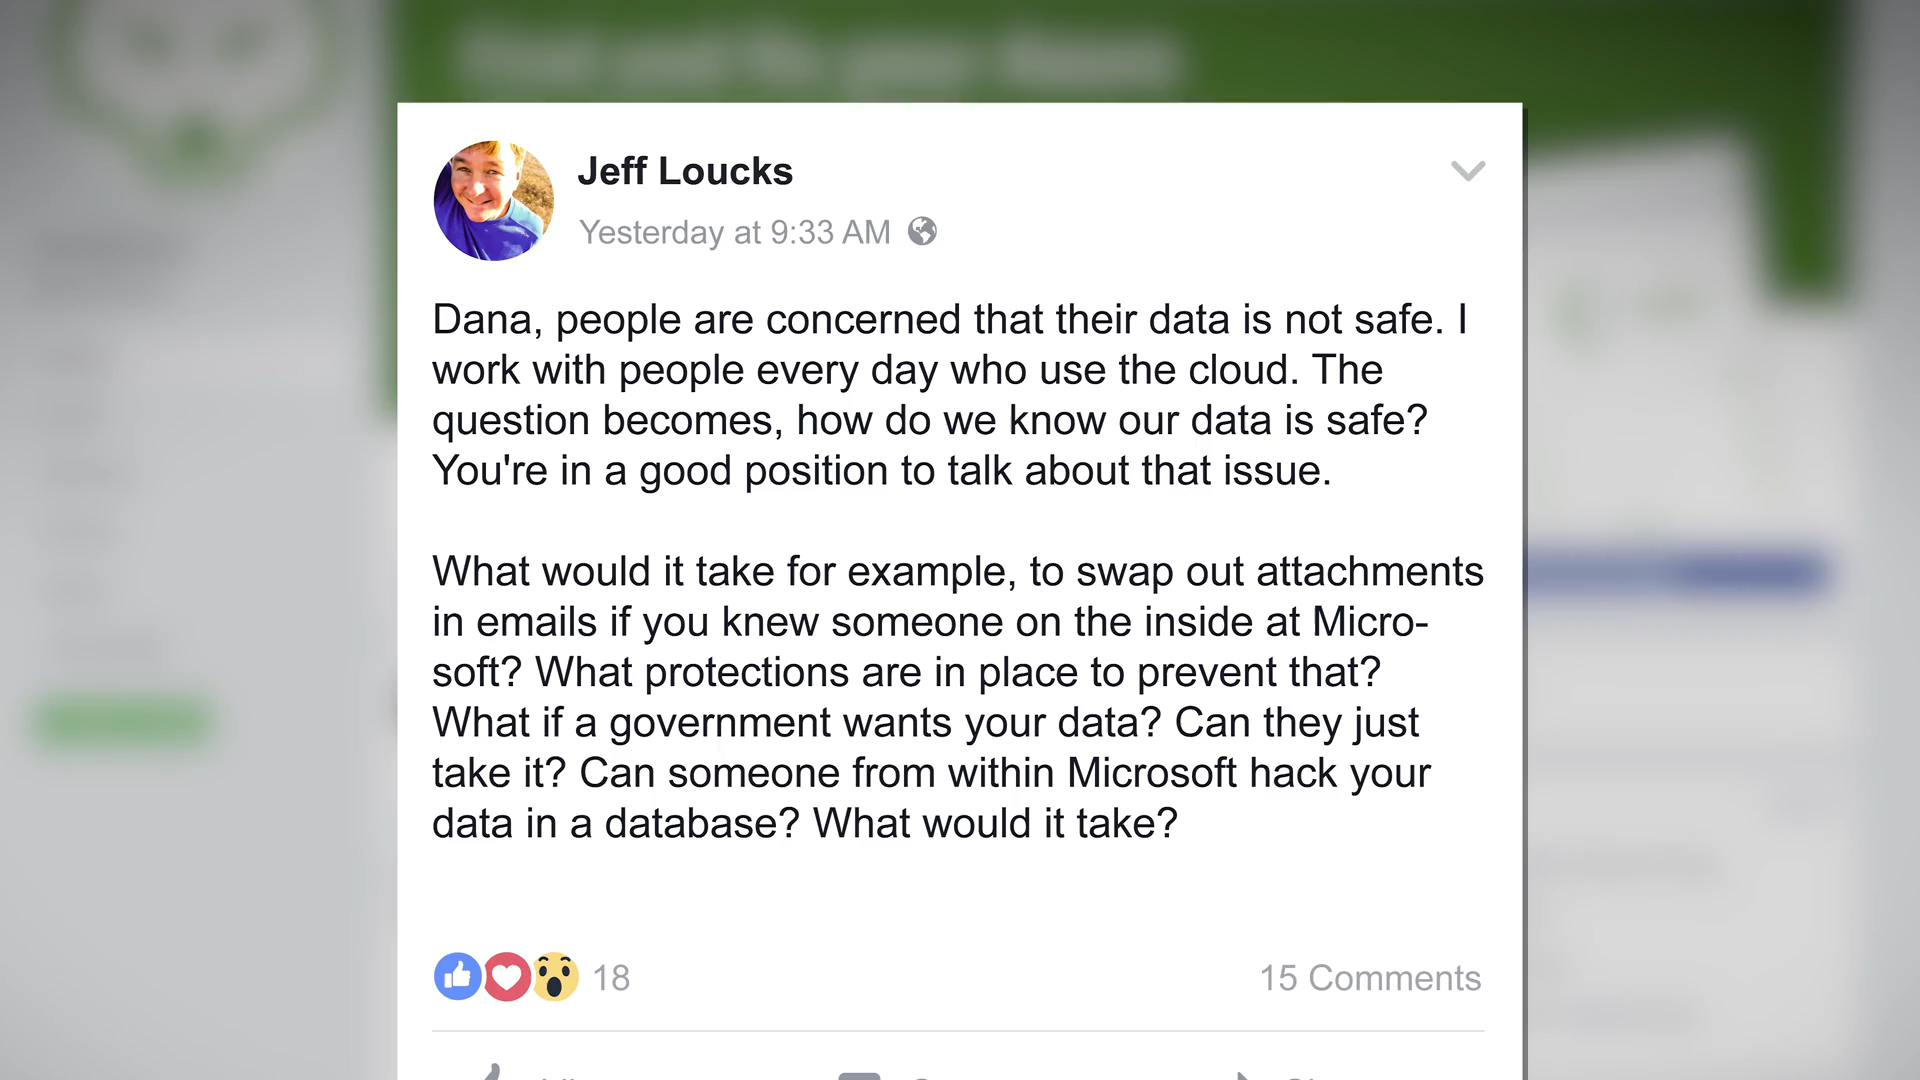 Jeff Loucks
Yesterday at 9:33 AM
Dana, people are concerned that their data is not safe. I
work with people every day who use the cloud. The
question becomes, how do we know our data is safe?
You're in a good position to talk about that issue.
What would it take for example, to swap out attachments
in emails if you knew someone on the inside at Micro-
soft? What protections are in place to prevent that?
What if a government wants your data? Can they just
take it? Can someone from within Microsoft hack your
data in a database? What would it take?
18
15 Comments